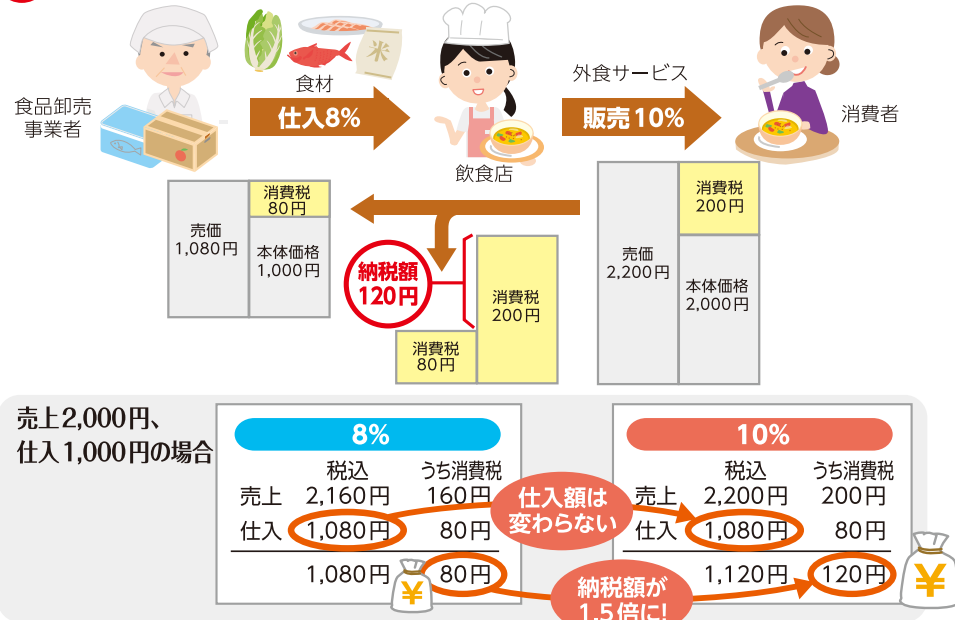 食品卸売
事業者
食材
仕入8%
飲食店
外食サービス
販売10%
消費者
売価
1,080円
消費税
80円
本体価格
1,000円
納税額
120円
消費税
80円
消費税
200円
売価
2,200円
消費税
200円
本体価格
2,000円
米
売上2,000円、
仕入1,000円の場合
8%
税込 うち消費税
売上 2,160円 160円
仕入 1,080円 80円
1,080円 80円
¥
仕入額は
変わらない
納税額が
1.5倍に!
10%
税込 うち消費税
売上 2,200円 200円
仕入 1,080円 80円
1,120円 120円
¥